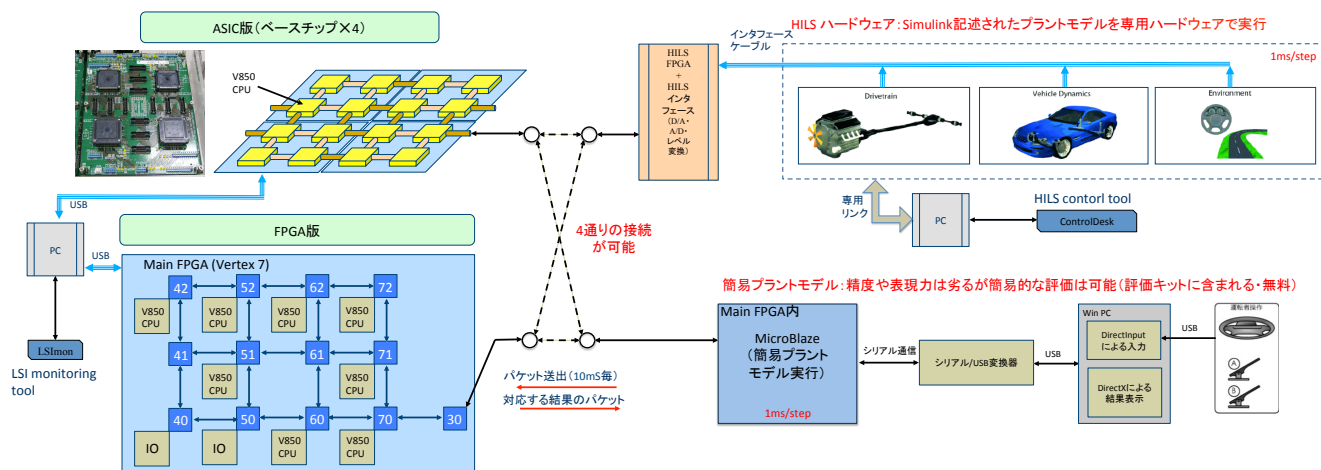 ASIC版(ベースチップ×4)
V850
CPU
USB
PC
USB
LSImon
LSI monitoring
tool
FPGA版
Main FPGA (Vertex 7)
42
52
62
72
V850
CPU
V850
CPU
V850
CPU
V850
CPU
41
51
61
71
V850
CPU
V850
CPU
V850
CPU
40
50
60
70
30
IO
IO
V850
CPU
V850
CPU
4通りの接続
が可能
パケット送出(10mS毎)
対応する結果のパケット
HILS
FPGA
+
HILS
インタ
フェース
(D/A・
A/D・
レベル
変換)
インタフェース
ケーブル
HILS ハードウェア:Simulink記述されたプラントモデルを専用ハードウェアで実行
1ms/step
Drivetrain
Vehicle Dynamics
Environment
専用
リンク
PC
HILS contorl tool
ControlDesk
簡易プラントモデル:精度や表現力は劣るが簡易的な評価は可能(評価キットに含まれる・無料)
Main FPGA内
MicroBlaze
(簡易プラント
モデル実行)
1ms/step
シリアル通信
シリアル/USB変換器
USB
Win PC
DirectInput
による入力
DirectXによる
結果表示
USB
運転者操作
A
B